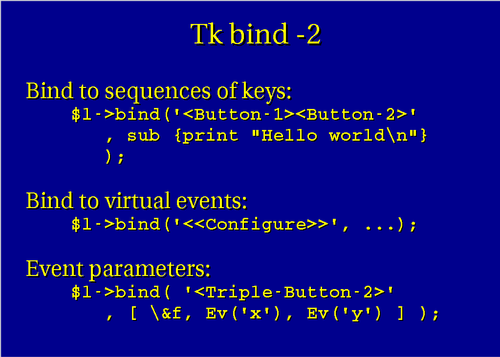 Tk bind -2
Bind to sequences of keys:
$l->bind('<Button-1><Button-2>'
, sub {print "Hello world\n"}
);
Bind to virtual events:
$l->bind('<<Configure>>', ...);
Event parameters:
$l->bind( '<Triple-Button-2>'
, [ \&f, Ev('x'), Ev('y') ] );